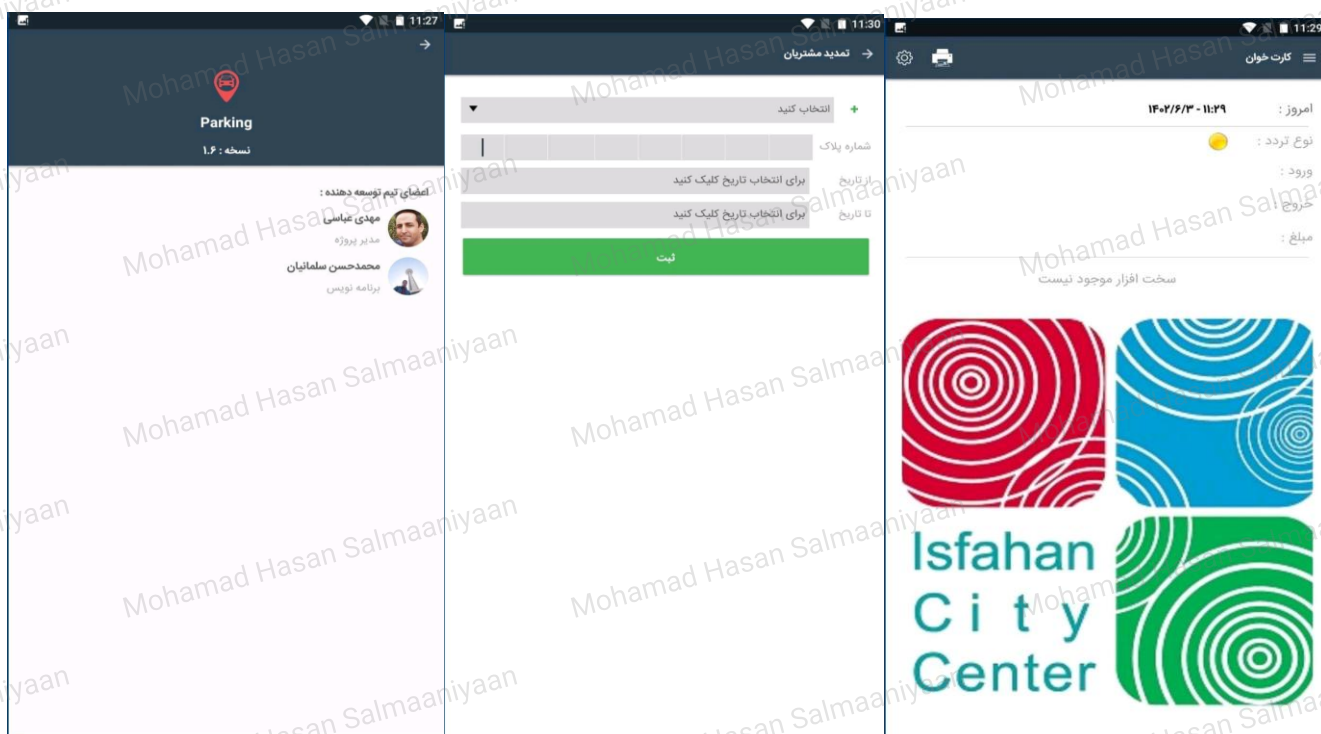 11:27
Parking
نسخه : ۱.۶
اعضای تیم توسعه دهنده :
مهدی عباسی
مدیر پروژه
محمدحسن سلمانیان
برنامه نویس
11:30
تمدید مشتریان
انتخاب کنید
شماره پلاک
از تاریخ
برای انتخاب تاریخ کلیک کنید
تا تاریخ
برای انتخاب تاریخ کلیک کنید
ثبت
11:29
کارت خوان
امروز : ۱۴۰۲/۶/۳ - ۱۱:۲۹
نوع تردد :
ورود :
خروج :
مبلغ :
سخت افزار موجود نیست
Isfahan
City
Center
Mohamad Hasan Salmaaniyaan